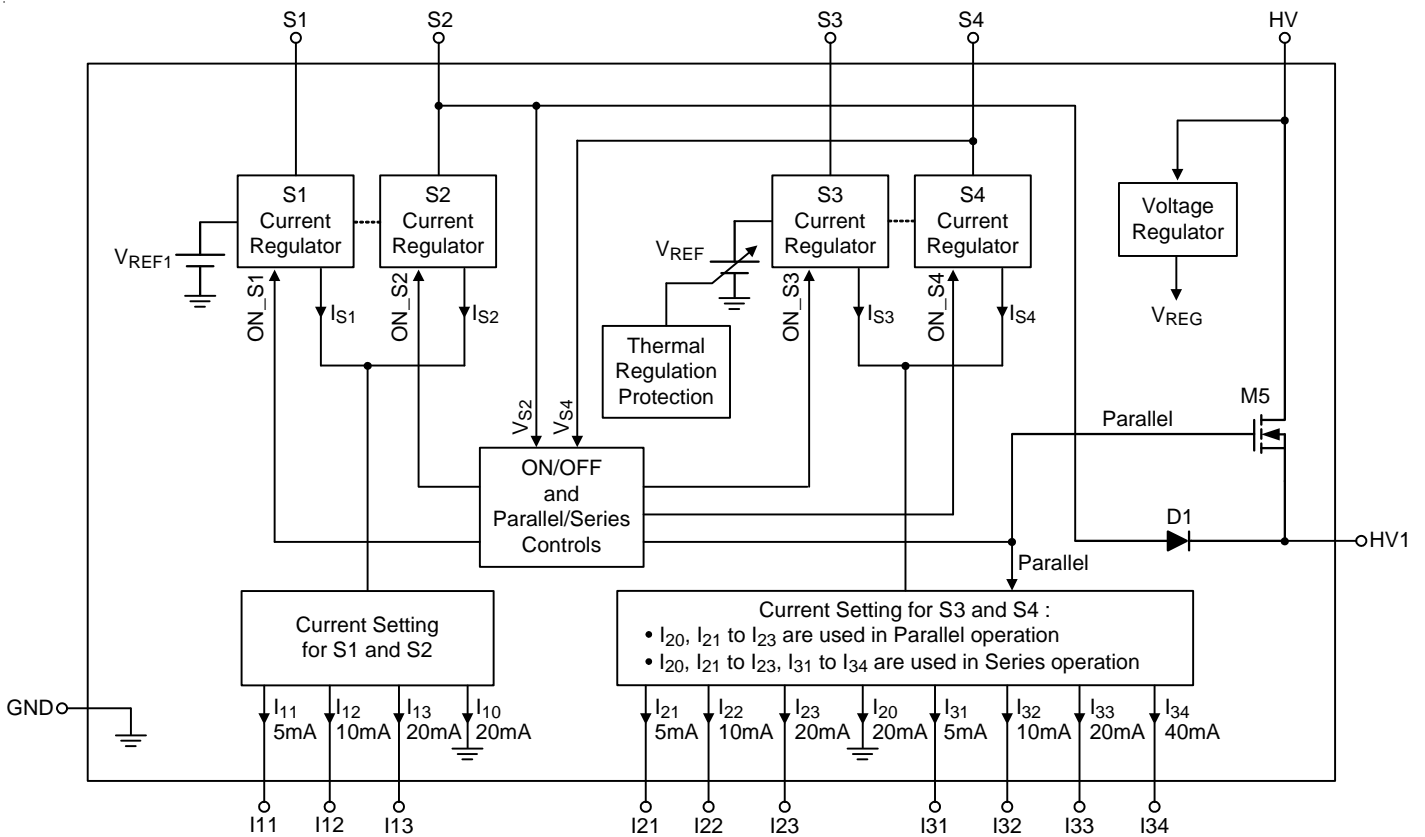 S1
S2
S3
S4
HV
S1
Current
Regulator
S2
Current
Regulator
S3
Current
Regulator
S4
Current
Regulator
Voltage
Regulator
VREF1
VREF
ON_S1
IS1
ON_S2
IS2
ON_S3
IS3
ON_S4
IS4
VREG
Thermal
Regulation
Protection
M5
Parallel
VS2
VS4
ON/OFF
and
Parallel/Series
Controls
D1
HV1
Parallel
Current Setting
for S1 and S2
Current Setting for S3 and S4 :
• I20, I21 to I23 are used in Parallel operation
• I20, I21 to I23, I31 to I34 are used in Series operation
GND
I11
5mA
I12
10mA
I13
20mA
I10
20mA
I21
5mA
I22
10mA
I23
20mA
I20
20mA
I31
5mA
I32
10mA
I33
20mA
I34
40mA
I11
I12
I13
I21
I22
I23
I31
I32
I33
I34